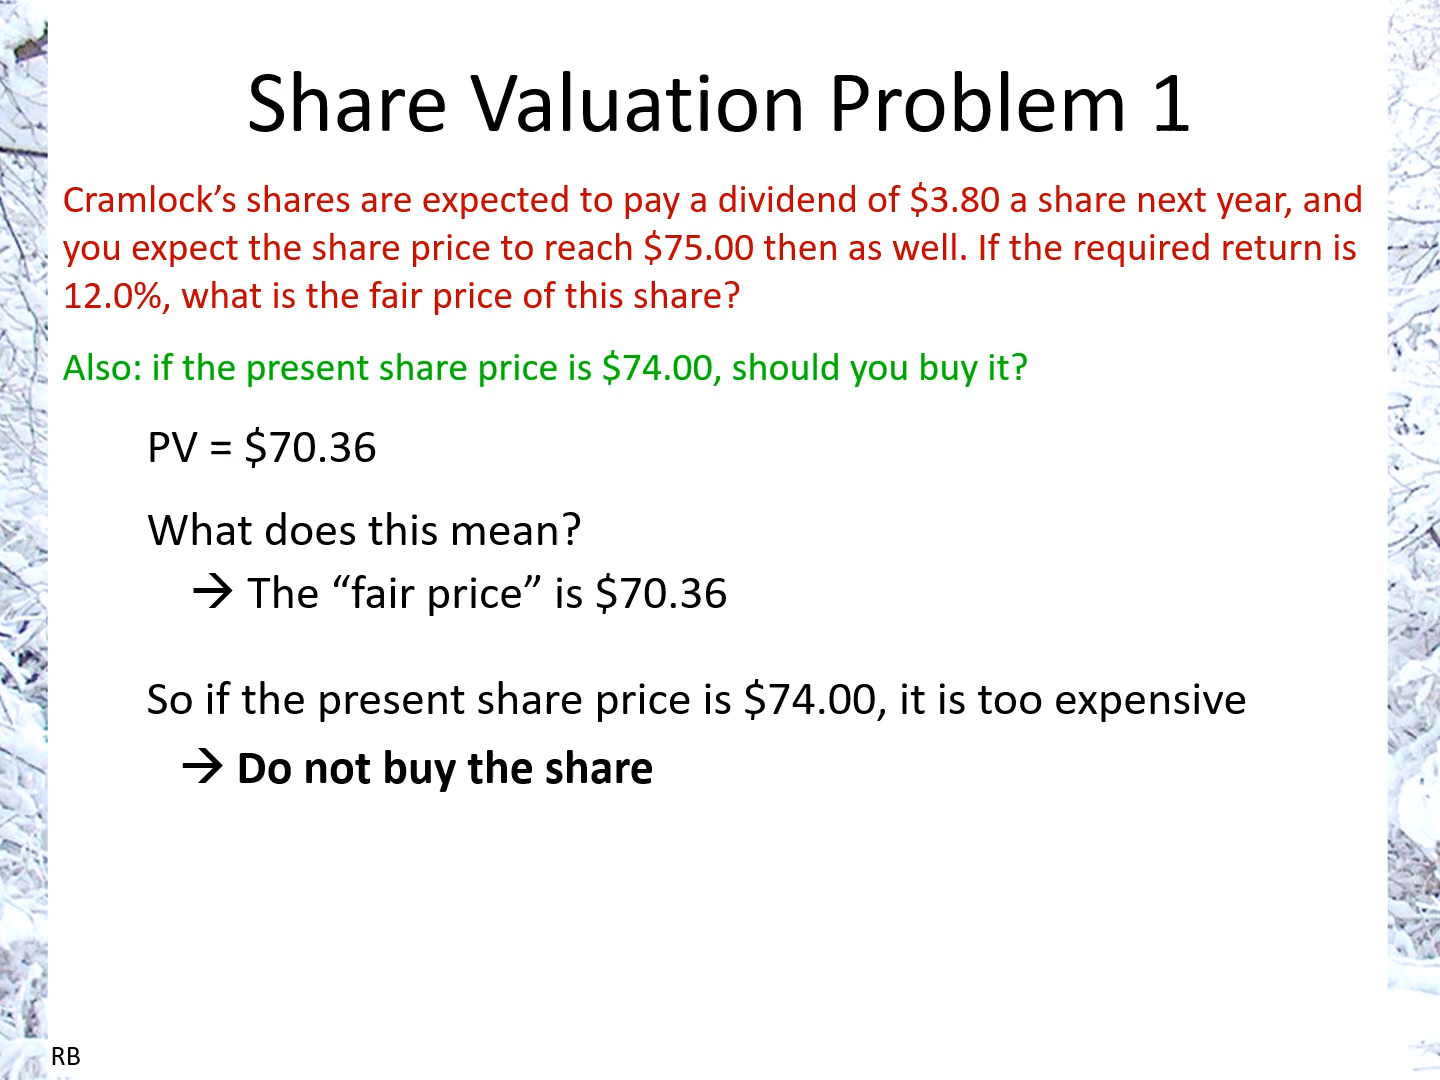 Share Valuation Problem 1
Cramlock’s shares are expected to pay a dividend of $3.80 a share next year, and
you expect the share price to reach $75.00 then as well. If the required return is
12.0%, what is the fair price of this share?
Also: if the present share price is $74.00, should you buy it?
PV = $70.36
What does this mean?
→ The “fair price” is $70.36
So if the present share price is $74.00, it is too expensive
→ Do not buy the share
RB